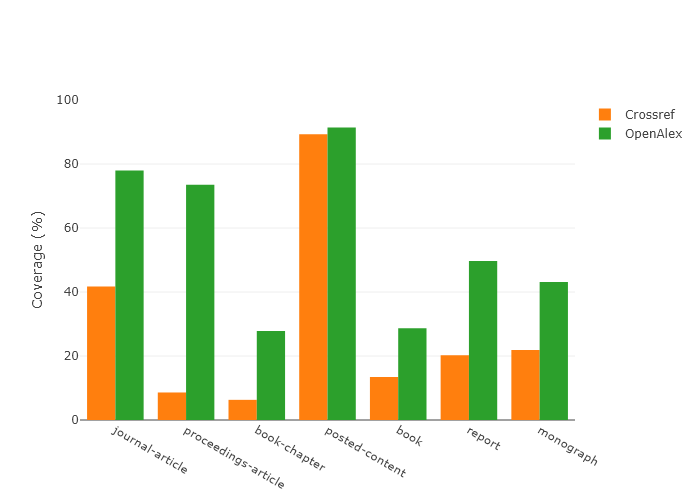 100
80
60
40
20
0
Coverage (%)
journal-article
proceedings-article
book-chapter
posted-content
book
report
monograph
Crossref
OpenAlex